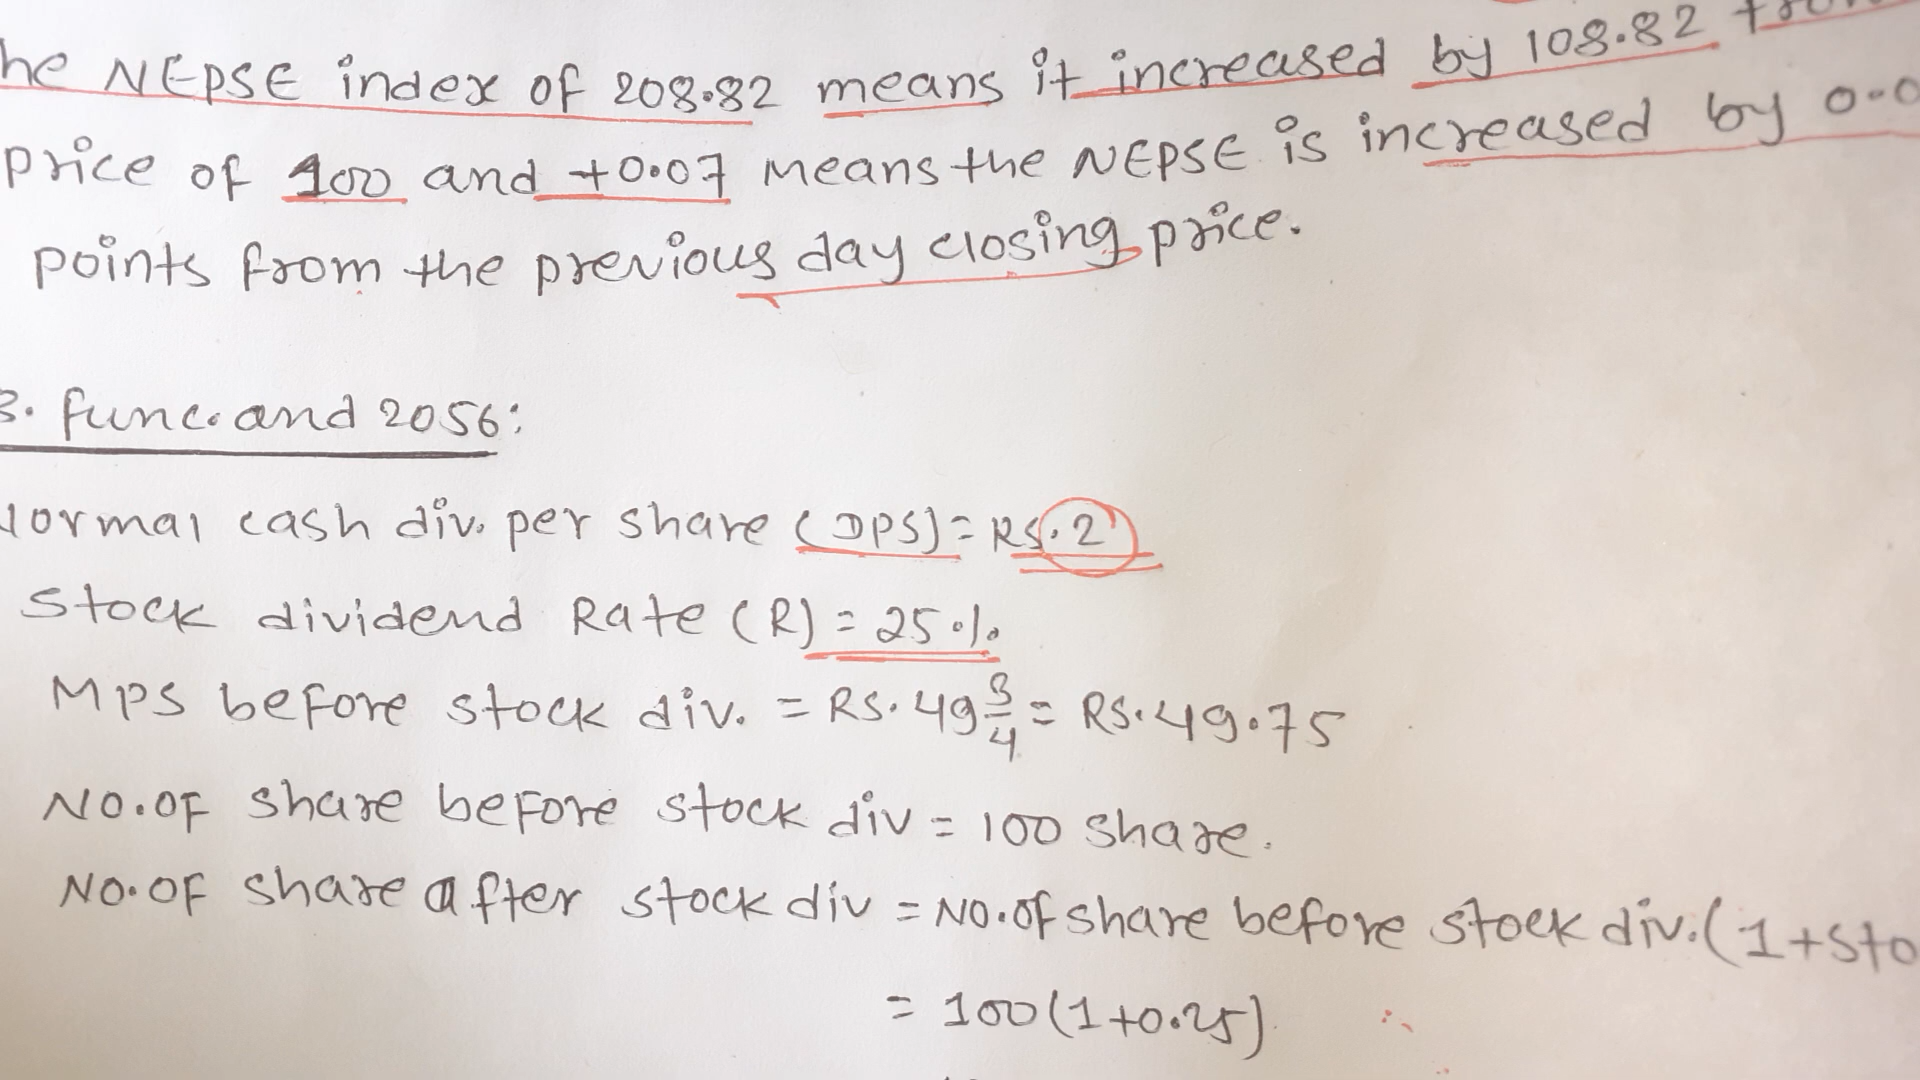 he NEPSE index of 208.82 means it increased by 108.82 from
price of 100 and +0.07 means the NEPSE is increased by 0.0
points from the previous day closing price.
3. func. and 2056:
Normal cash div. per share (DPS) = RS. 2
Stock dividend Rate (R) = 25%
MPS before stock div. = RS. 49 3/4 = RS. 49.75
NO. OF share before stock div = 100 share.
NO. OF share after stock div = NO. of share before stock div. (1+sto
= 100 (1+0.25)